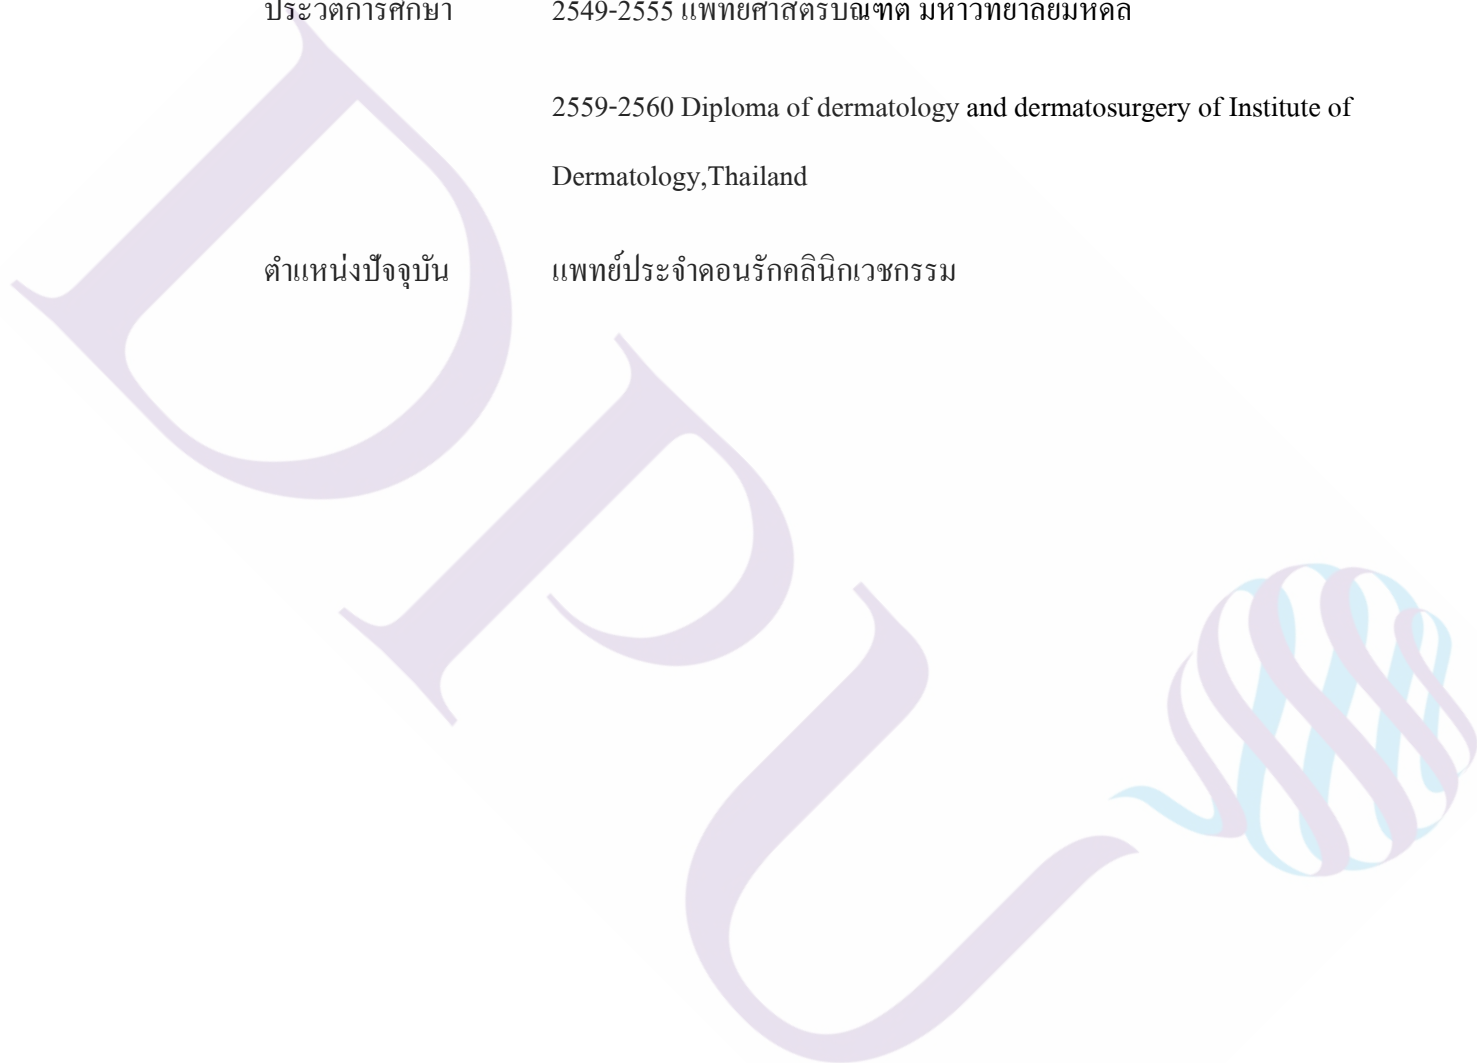 ประวัติการศึกษา 2549-2555 แพทย์ศาสตรบัณฑิต มหาวิทยาลัยมหิดล
2559-2560 Diploma of dermatology and dermatosurgery of Institute of
Dermatology,Thailand
ตำแหน่งปัจจุบัน แพทย์ประจำดอนรักคลินิกเวชกรรม
DPU